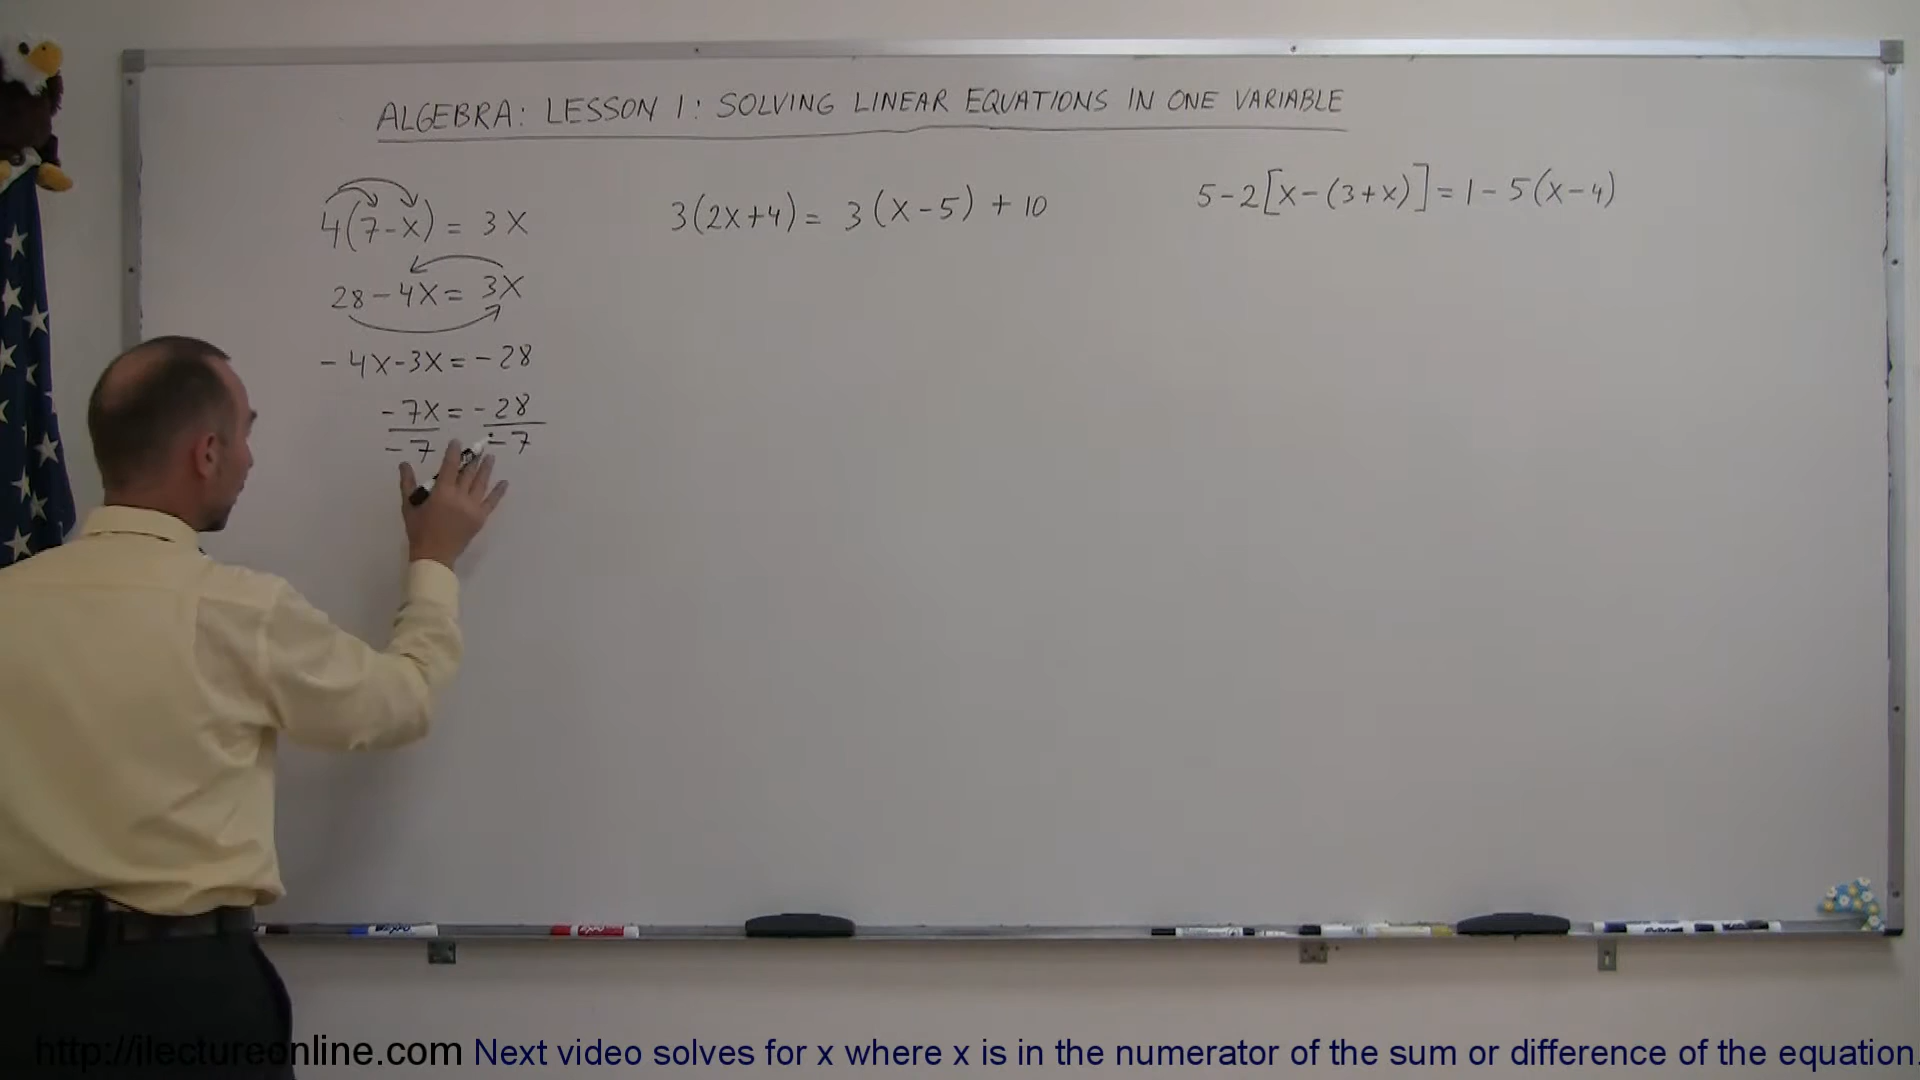 ALGEBRA: LESSON 1: SOLVING LINEAR EQUATIONS IN ONE VARIABLE
4(7-x) = 3x
28-4x = 3x
-4x-3x = -28
-7x = -28
-7 -7
3(2x+4) = 3(x-5) + 10
5-2[x-(3+x)] = 1-5(x-4)
http://ilectureonline.com Next video solves for x where x is in the numerator of the sum or difference of the equation.